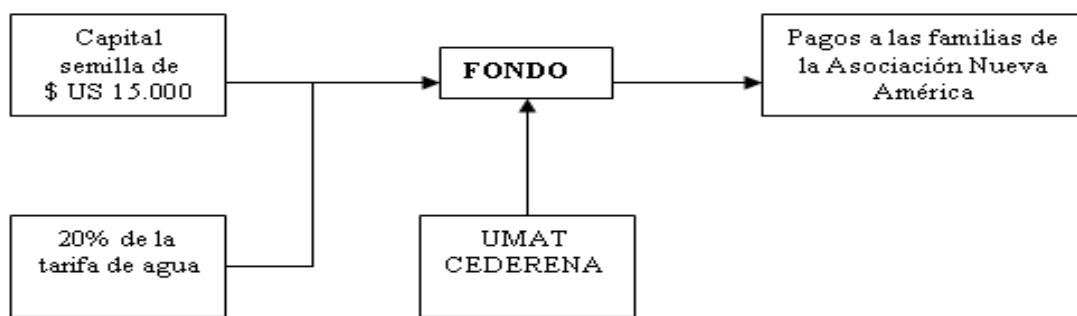 Capital
semilla de
$ US 15.000
FONDO
Pagos a las familias de
la Asociación Nueva
América
20% de la
tarifa de agua
UMAT
CEDERENA